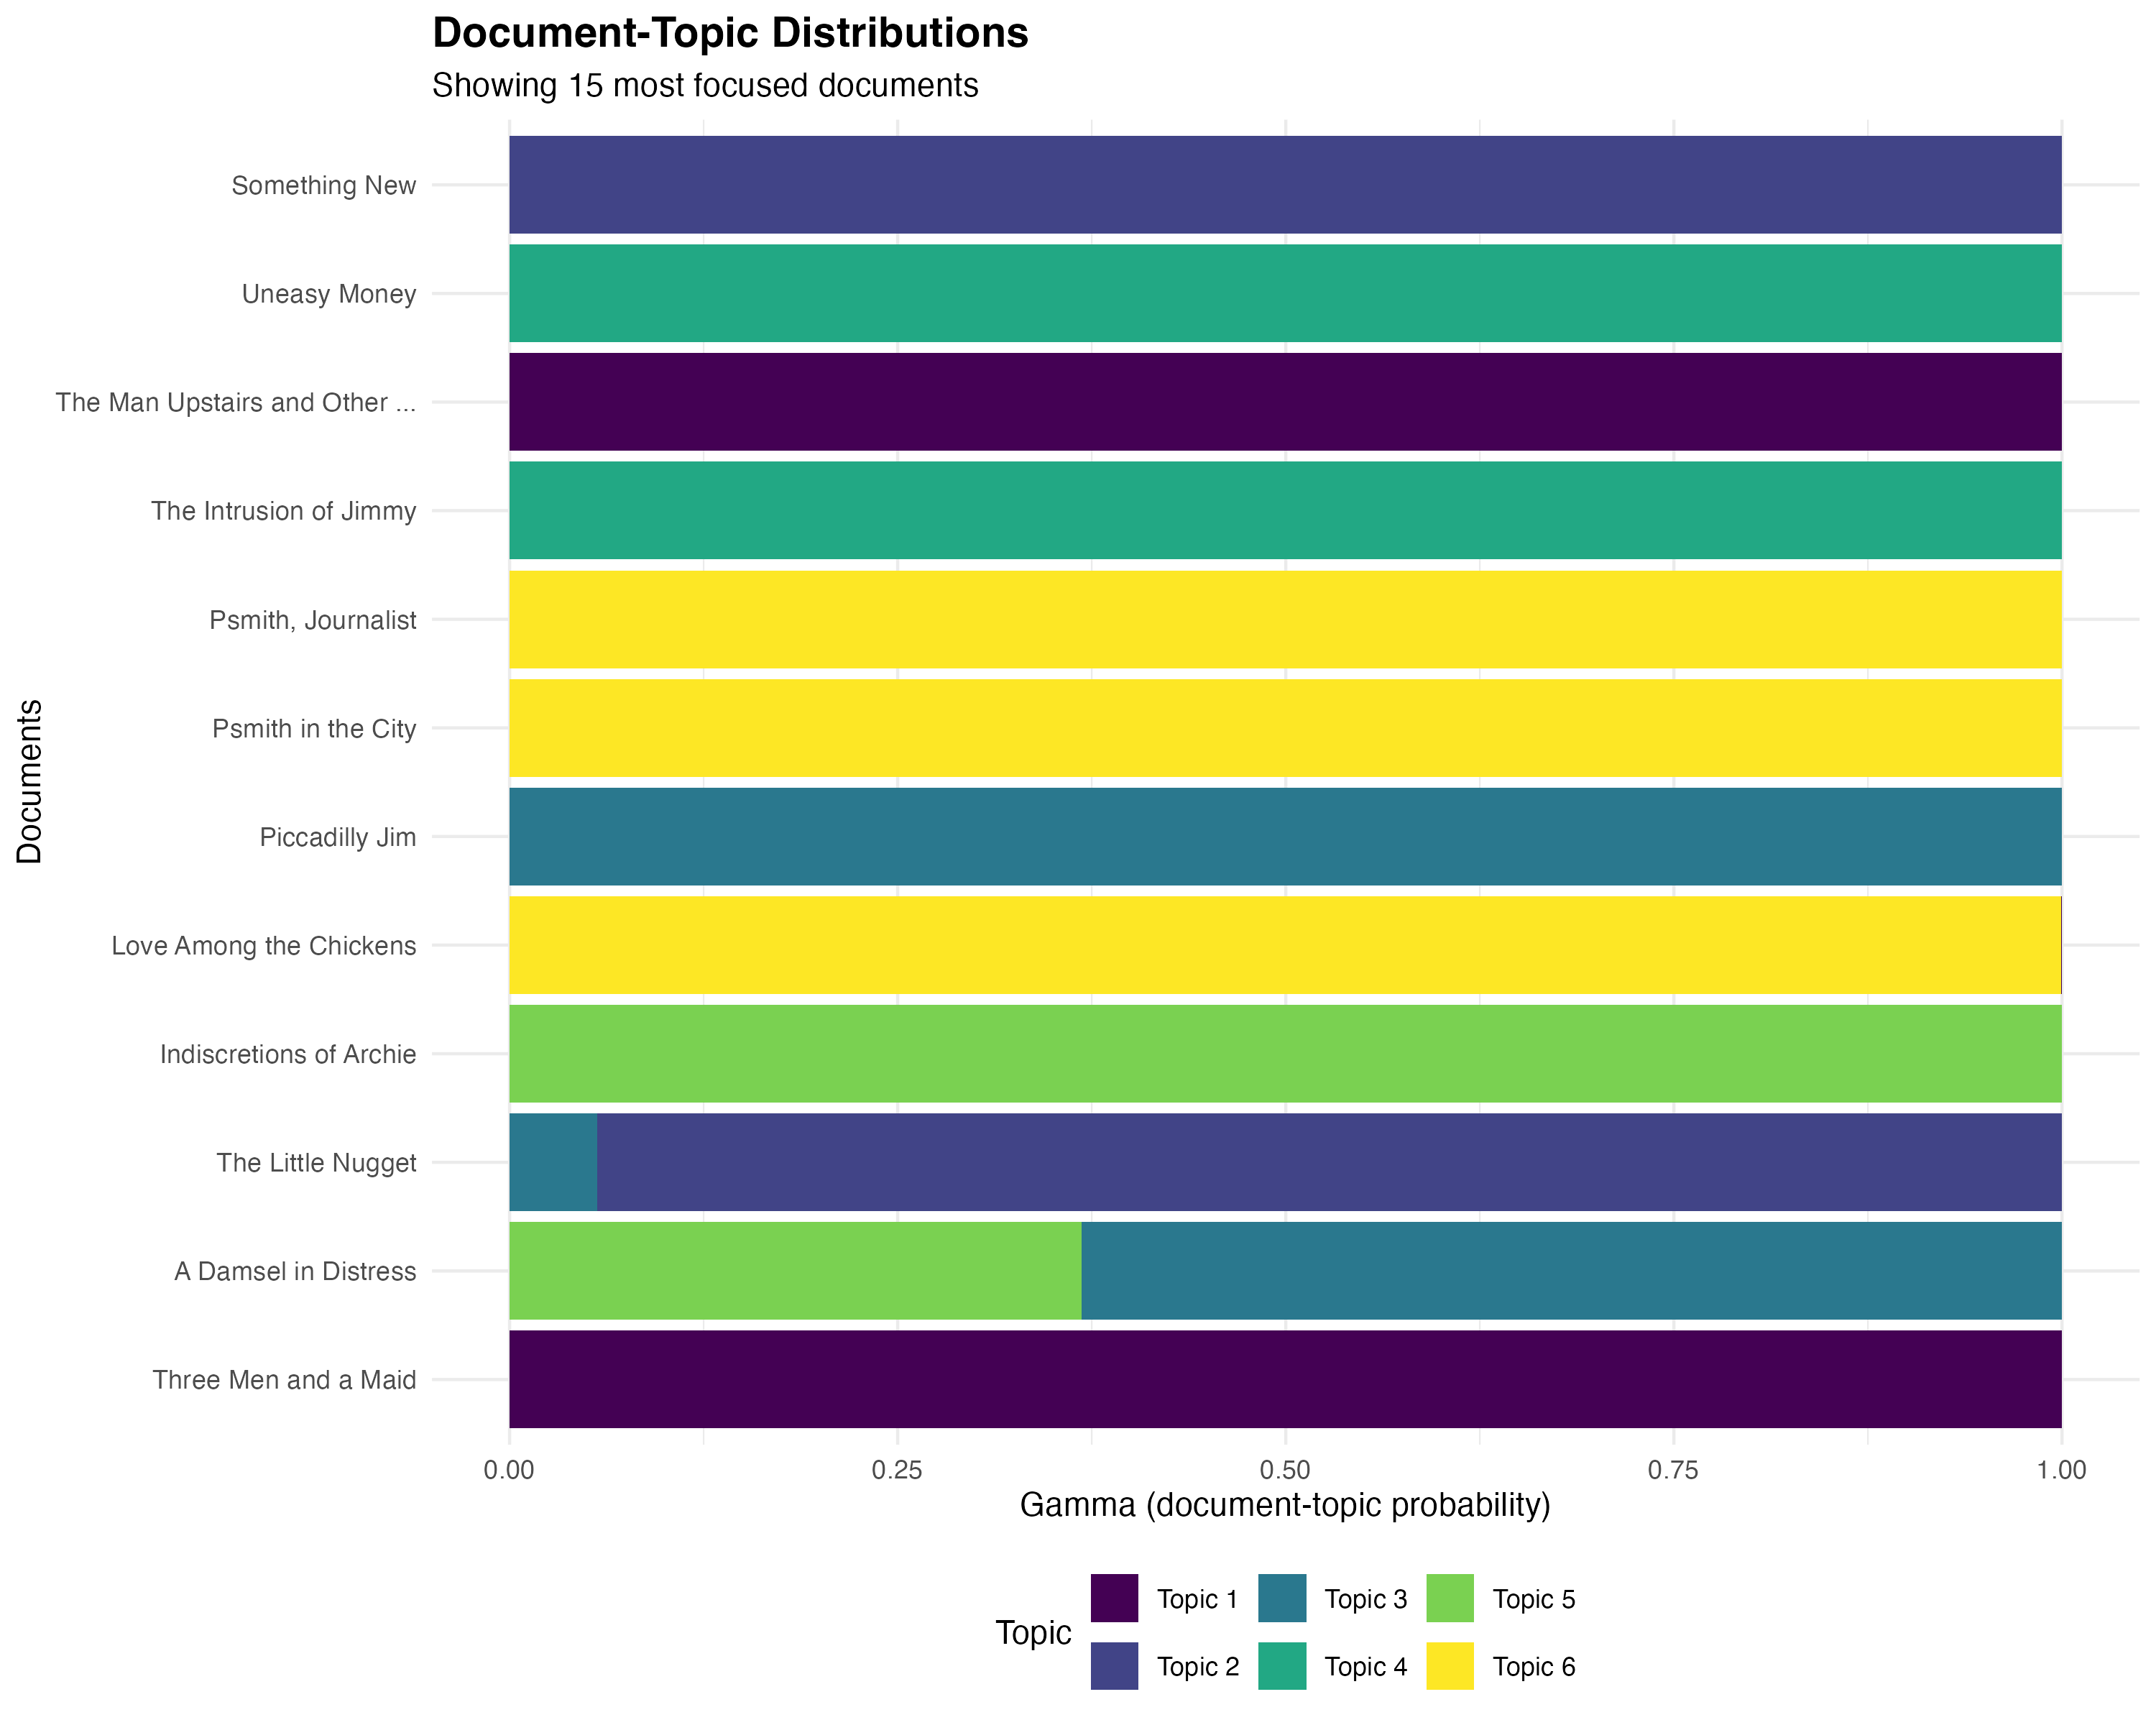 Document-Topic Distributions
Showing 15 most focused documents
Documents
Something New
Uneasy Money
The Man Upstairs and Other ...
The Intrusion of Jimmy
Psmith, Journalist
Psmith in the City
Piccadilly Jim
Love Among the Chickens
Indiscretions of Archie
The Little Nugget
A Damsel in Distress
Three Men and a Maid
0.00 0.25 0.50 0.75 1.00
Gamma (document-topic probability)
Topic
Topic 1 Topic 3 Topic 5
Topic 2 Topic 4 Topic 6